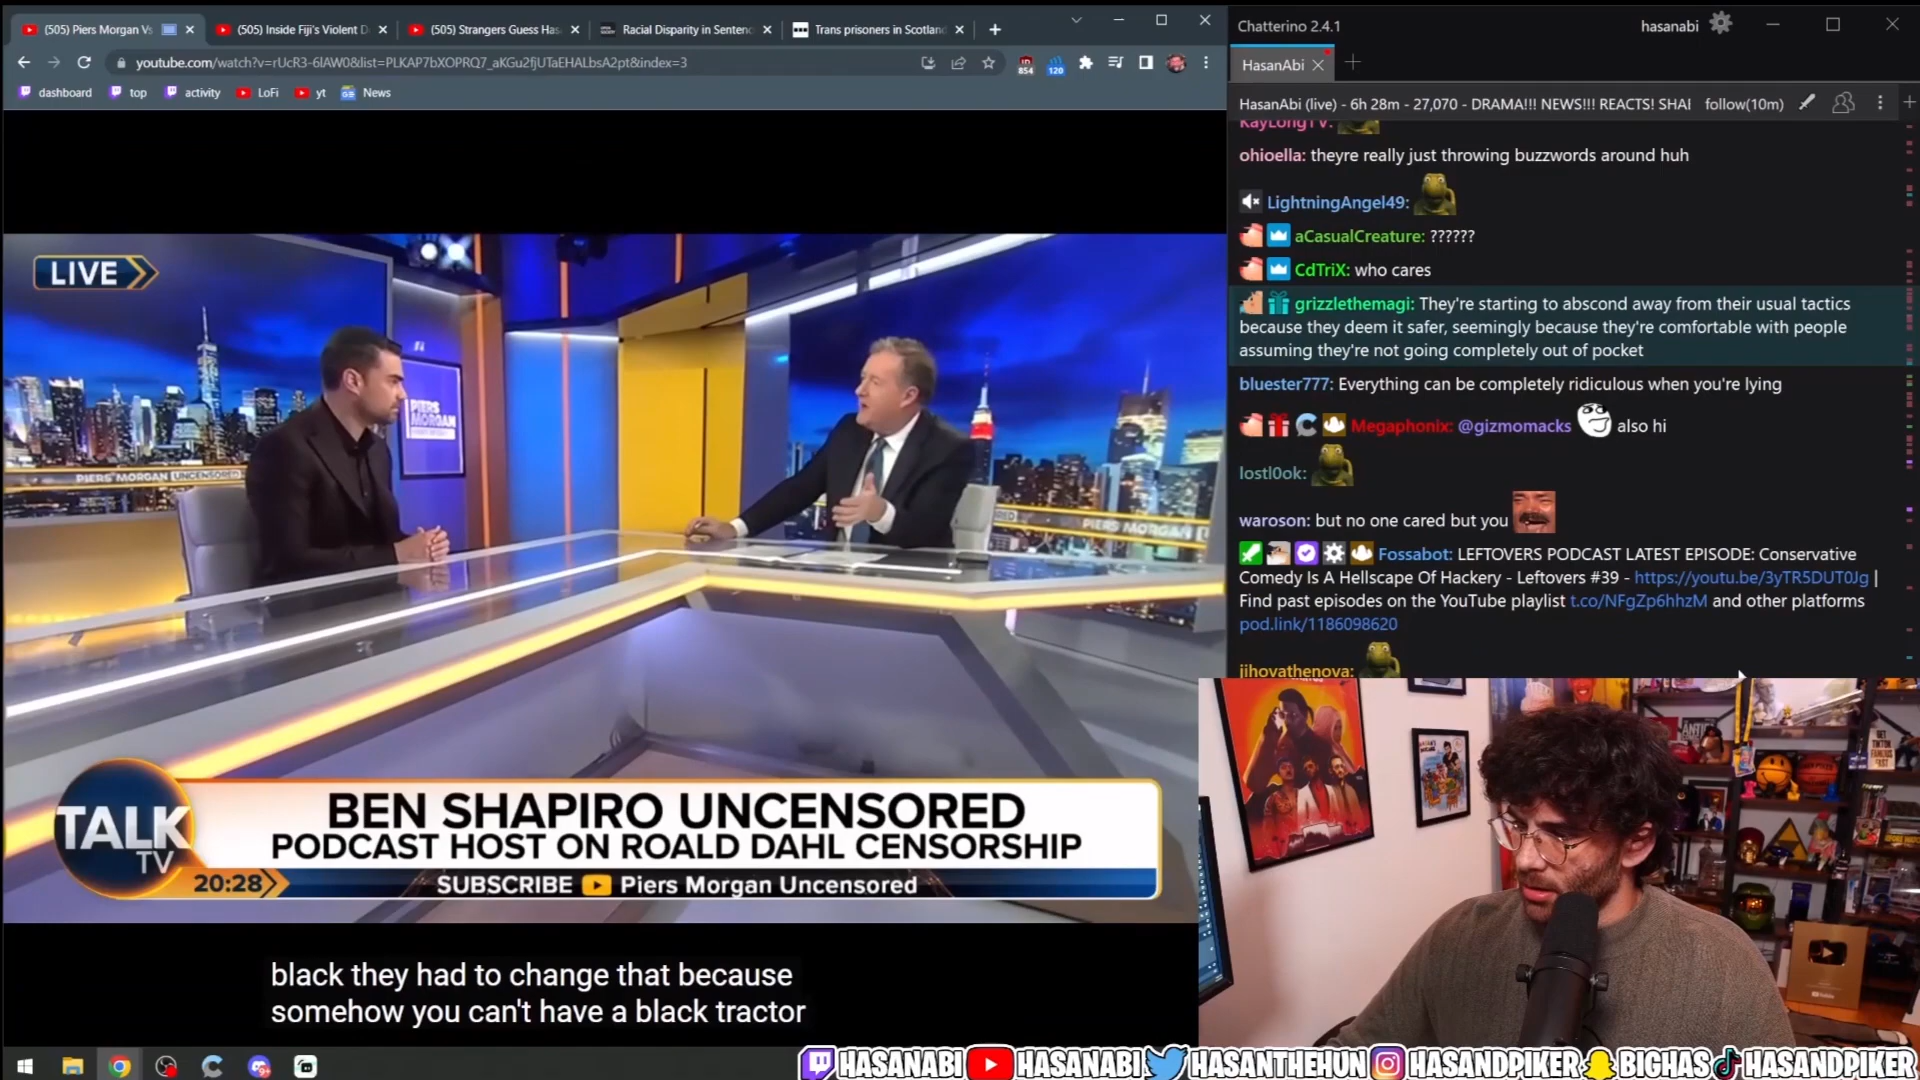 (505) Piers Morgan Vs
(505) Inside Fiji's Violent D
(505) Strangers Guess Has
Racial Disparity in Sentenc
Trans prisoners in Scotland
youtube.com/watch?v=rUcR3-6lAW0&list=PLKAP7bXOPRQ7_aKGu2fjUTaEHALbsA2pt&index=3
854
120
dashboard
top
activity
LoFi
yt
News
LIVE
PIERS MORGAN UNCENSORED
PIERS
MORGAN
PIERS MORGAN
BEN SHAPIRO UNCENSORED
PODCAST HOST ON ROALD DAHL CENSORSHIP
TALK
TV
20:28
SUBSCRIBE Piers Morgan Uncensored
black they had to change that because
somehow you can't have a black tractor
Chatterino 2.4.1
hasanabi
HasanAbi
HasanAbi (live) - 6h 28m - 27,070 - DRAMA!!! NEWS!!! REACTS! SHAI
follow(10m)
KayLongTV:
ohioella: theyre really just throwing buzzwords around huh
LightningAngel49:
aCasualCreature: ??????
CdTriX: who cares
grizzlethemagi: They're starting to abscond away from their usual tactics
because they deem it safer, seemingly because they're comfortable with people
assuming they're not going completely out of pocket
bluester777: Everything can be completely ridiculous when you're lying
Megaphonix: @gizmomacks also hi
lostl0ok:
waroson: but no one cared but you
Fossabot: LEFTOVERS PODCAST LATEST EPISODE: Conservative
Comedy Is A Hellscape Of Hackery - Leftovers #39 - https://youtu.be/3yTR5DUT0Jg |
Find past episodes on the YouTube playlist t.co/NFgZp6hhzM and other platforms
pod.link/1186098620
jihovathenova:
HASANABI
HASANABI
HASANTHEHUN
HASANDPIKER
BIGHAS
HASANDPIKER